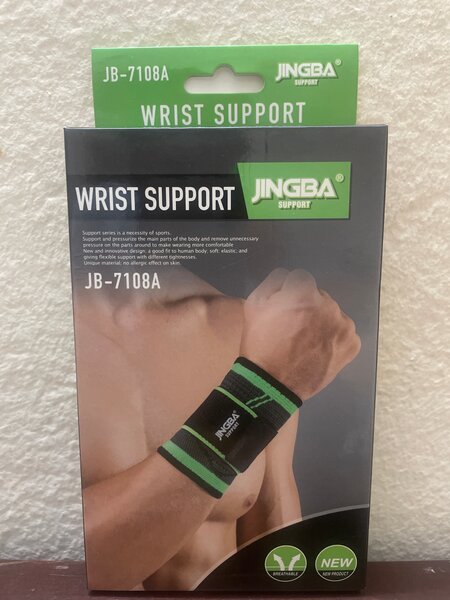 JB-7108A
JINGBA®
SUPPORT
WRIST SUPPORT
WRIST SUPPORT
JINGBA®
SUPPORT
Support series is a necessity of sports.
Support and pressurize the main parts of the body and remove unnecessary
pressure on the parts around to make wearing more comfortable
New and innovative design: a good fit to human body; soft; elastic; and
giving flexible support with different tightnesses.
Unique material; no allergic effect on skin.
JB-7108A
JINGBA®
SUPPORT
BREATHABLE
NEW
NEW PRODUCT